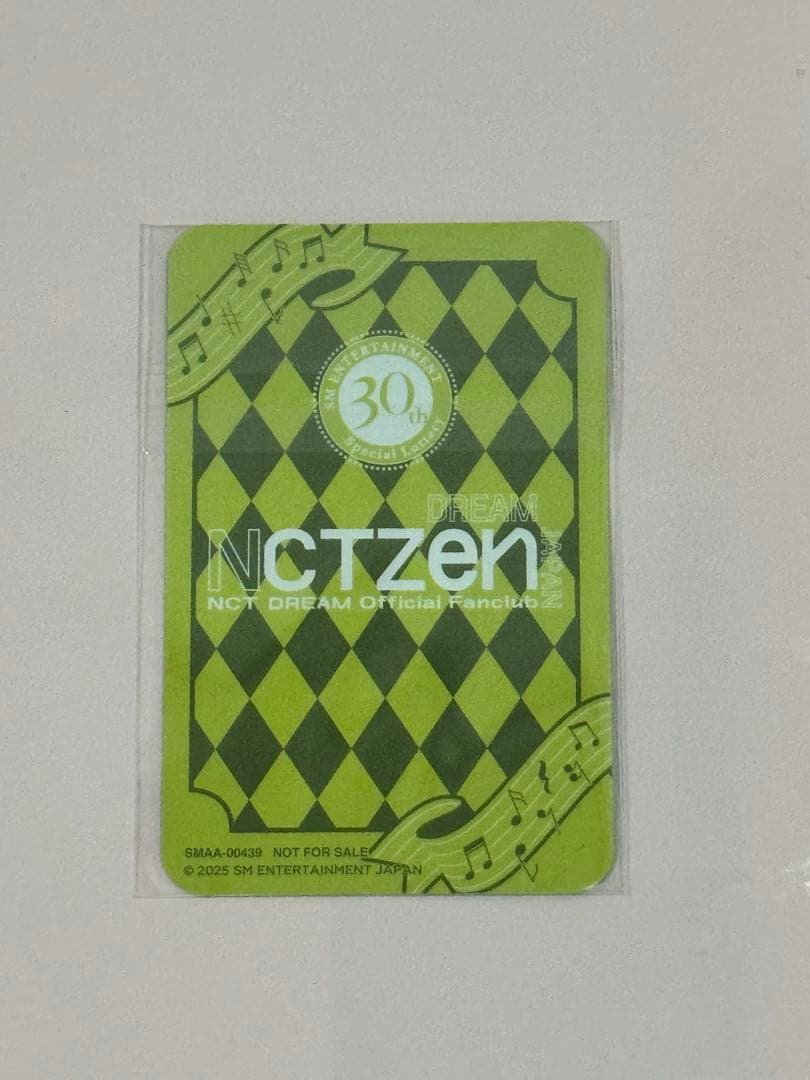 SM ENTERTAINMENT
30th
Special Lottery
DREAM
NCTzen
JAPAN
NCT DREAM Official Fanclub
SMAA-00439 NOT FOR SALE
© 2025 SM ENTERTAINMENT JAPAN